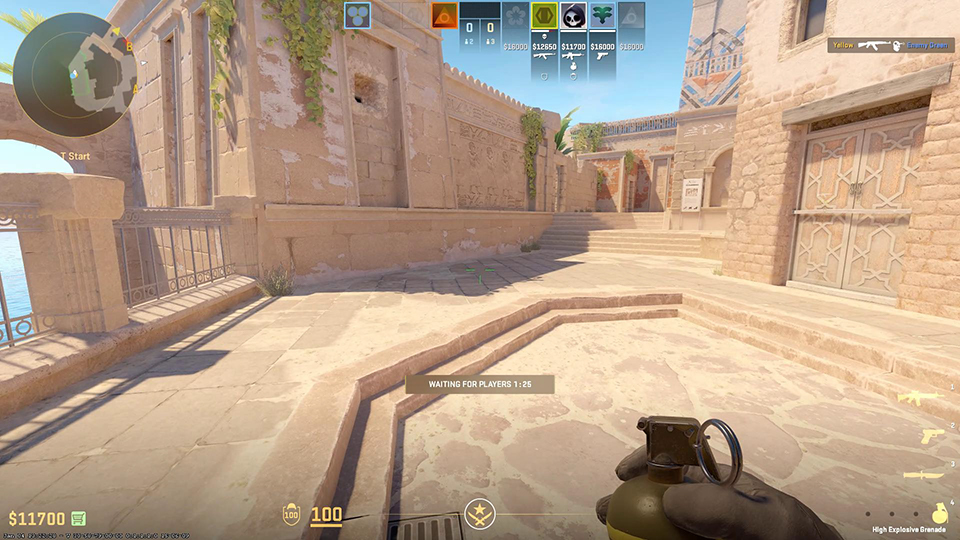 B
A
T Start
0 0
2 3
$16000 $12650 $11700 $16000 $16000
Yellow Enemy Green
WAITING FOR PLAYERS 1:25
1
2
3
4
$11700
100
100
High Explosive Grenade